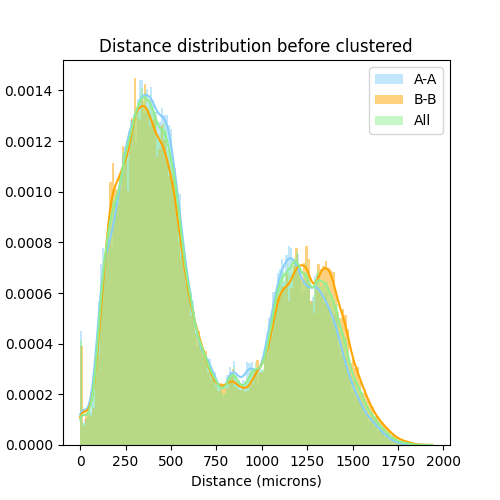 Distance distribution before clustered
A-A
B-B
All
0.0014
0.0012
0.0010
0.0008
0.0006
0.0004
0.0002
0.0000
0 250 500 750 1000 1250 1500 1750 2000
Distance (microns)